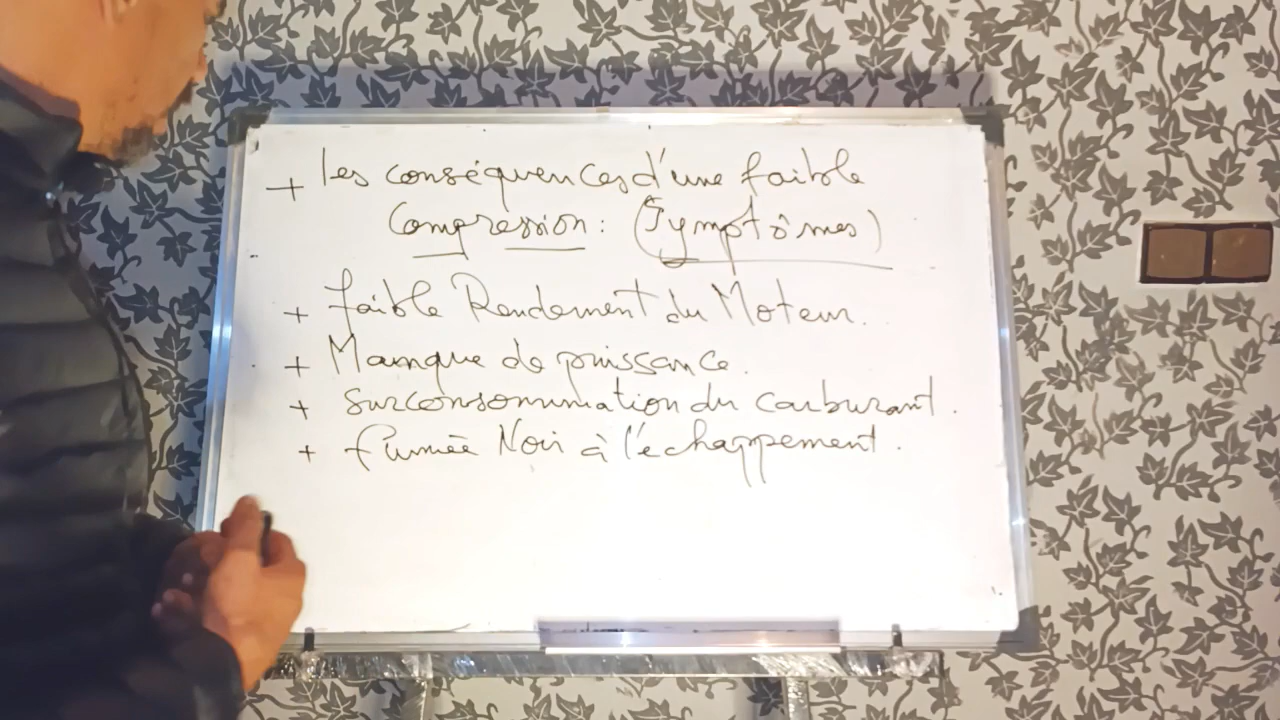 + Les conséquences d'une faible
Compression : (Symptômes)
+ faible Rendement du Moteur.
+ Manque de puissance.
+ Surconsommation du carburant.
+ fumée Noir à l'échappement.